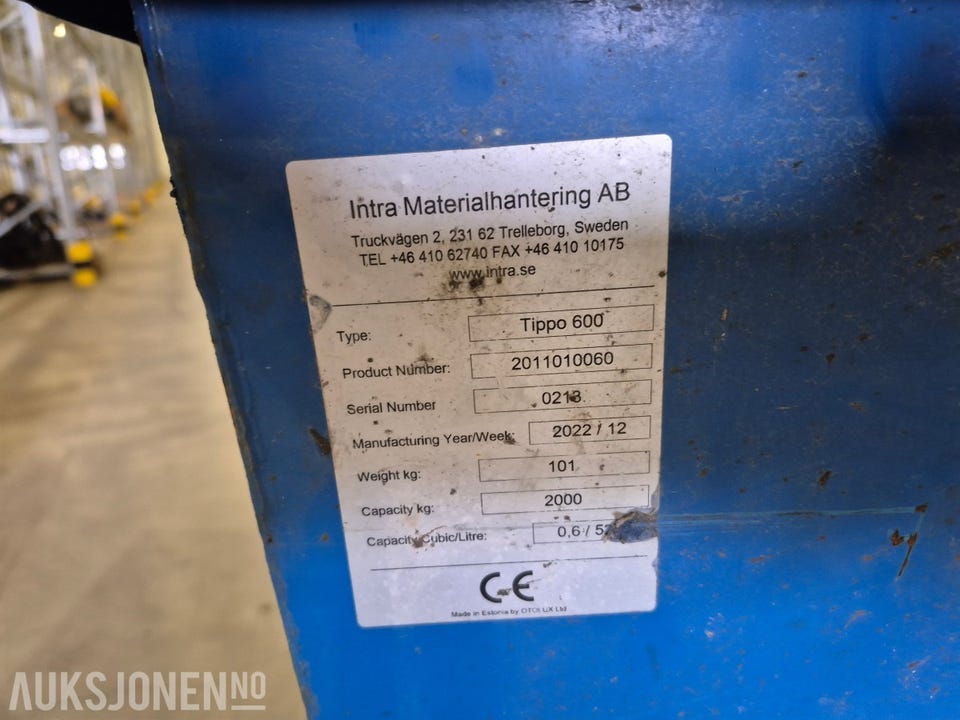 Intra Materialhantering AB
Truckvägen 2, 231 62 Trelleborg, Sweden
TEL +46 410 62740 FAX +46 410 10175
www.intra.se
Type: Tippo 600
Product Number: 2011010060
Serial Number 0213
Manufacturing Year/Week: 2022 / 12
Weight kg: 101
Capacity kg: 2000
Capacity Cubic/Litre: 0,6 /
CE
Made in Estonia by Ltd
AUKSJONEN NO